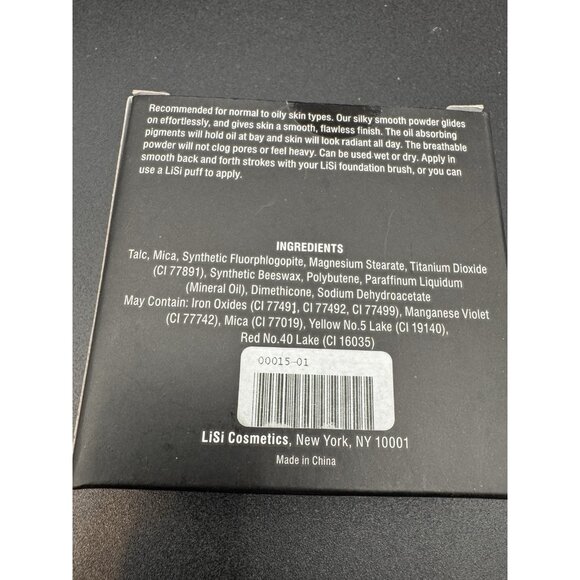 Recommended for normal to oily skin types. Our silky smooth powder glides
on effortlessly, and gives skin a smooth, flawless finish. The oil absorbing
pigments will hold oil at bay and skin will look radiant all day. The breathable
powder will not clog pores or feel heavy. Can be used wet or dry. Apply in
smooth back and forth strokes with your LiSi foundation brush, or you can
use a LiSi puff to apply.
INGREDIENTS
Talc, Mica, Synthetic Fluorphlogopite, Magnesium Stearate, Titanium Dioxide
(CI 77891), Synthetic Beeswax, Polybutene, Paraffinum Liquidum
(Mineral Oil), Dimethicone, Sodium Dehydroacetate
May Contain: Iron Oxides (CI 77491, CI 77492, CI 77499), Manganese Violet
(CI 77742), Mica (CI 77019), Yellow No.5 Lake (CI 19140),
Red No.40 Lake (CI 16035)
00015-01
LiSi Cosmetics, New York, NY 10001
Made in China